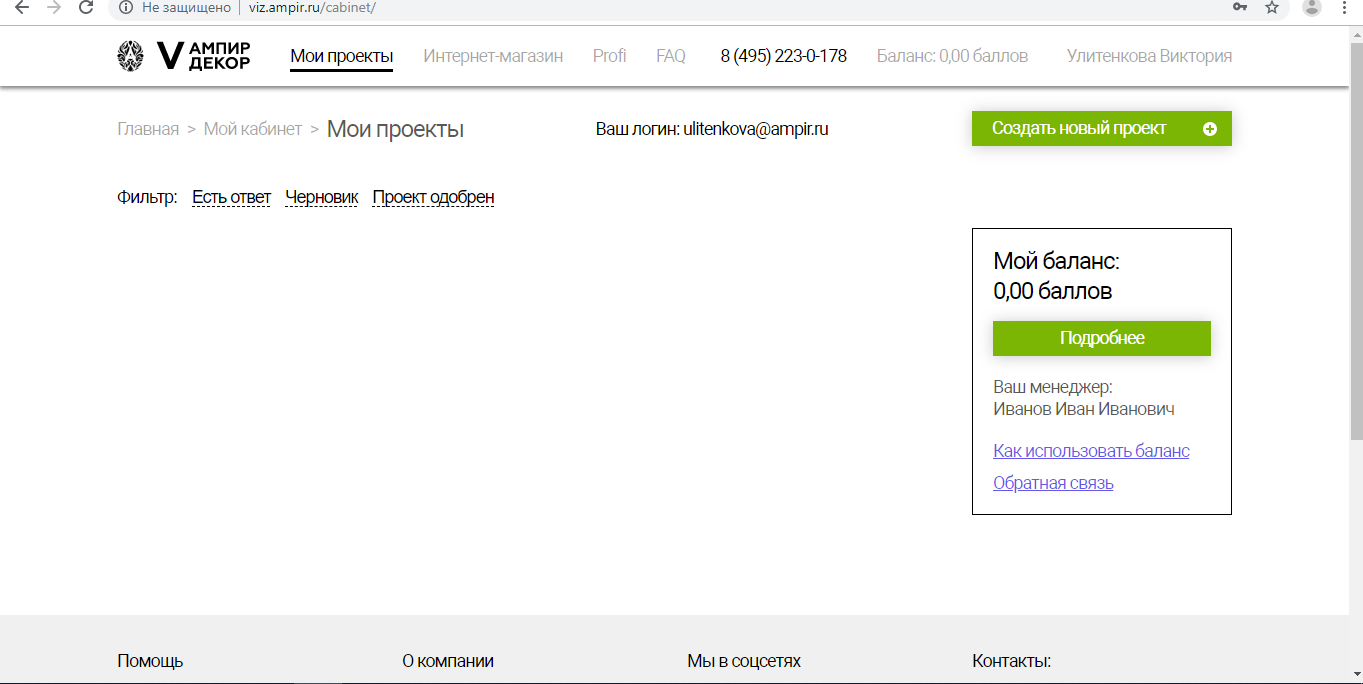 Не защищено | viz.ampir.ru/cabinet/
V АМПИР ДЕКОР Мои проекты Интернет-магазин Profi FAQ 8 (495) 223-0-178 Баланс: 0,00 баллов Улитенкова Виктория
Главная > Мой кабинет > Мои проекты Ваш логин: ulitenkova@ampir.ru Создать новый проект
Фильтр: Есть ответ Черновик Проект одобрен
Мой баланс:
0,00 баллов
Подробнее
Ваш менеджер:
Иванов Иван Иванович
Как использовать баланс
Обратная связь
Помощь О компании Мы в соцсетях Контакты: